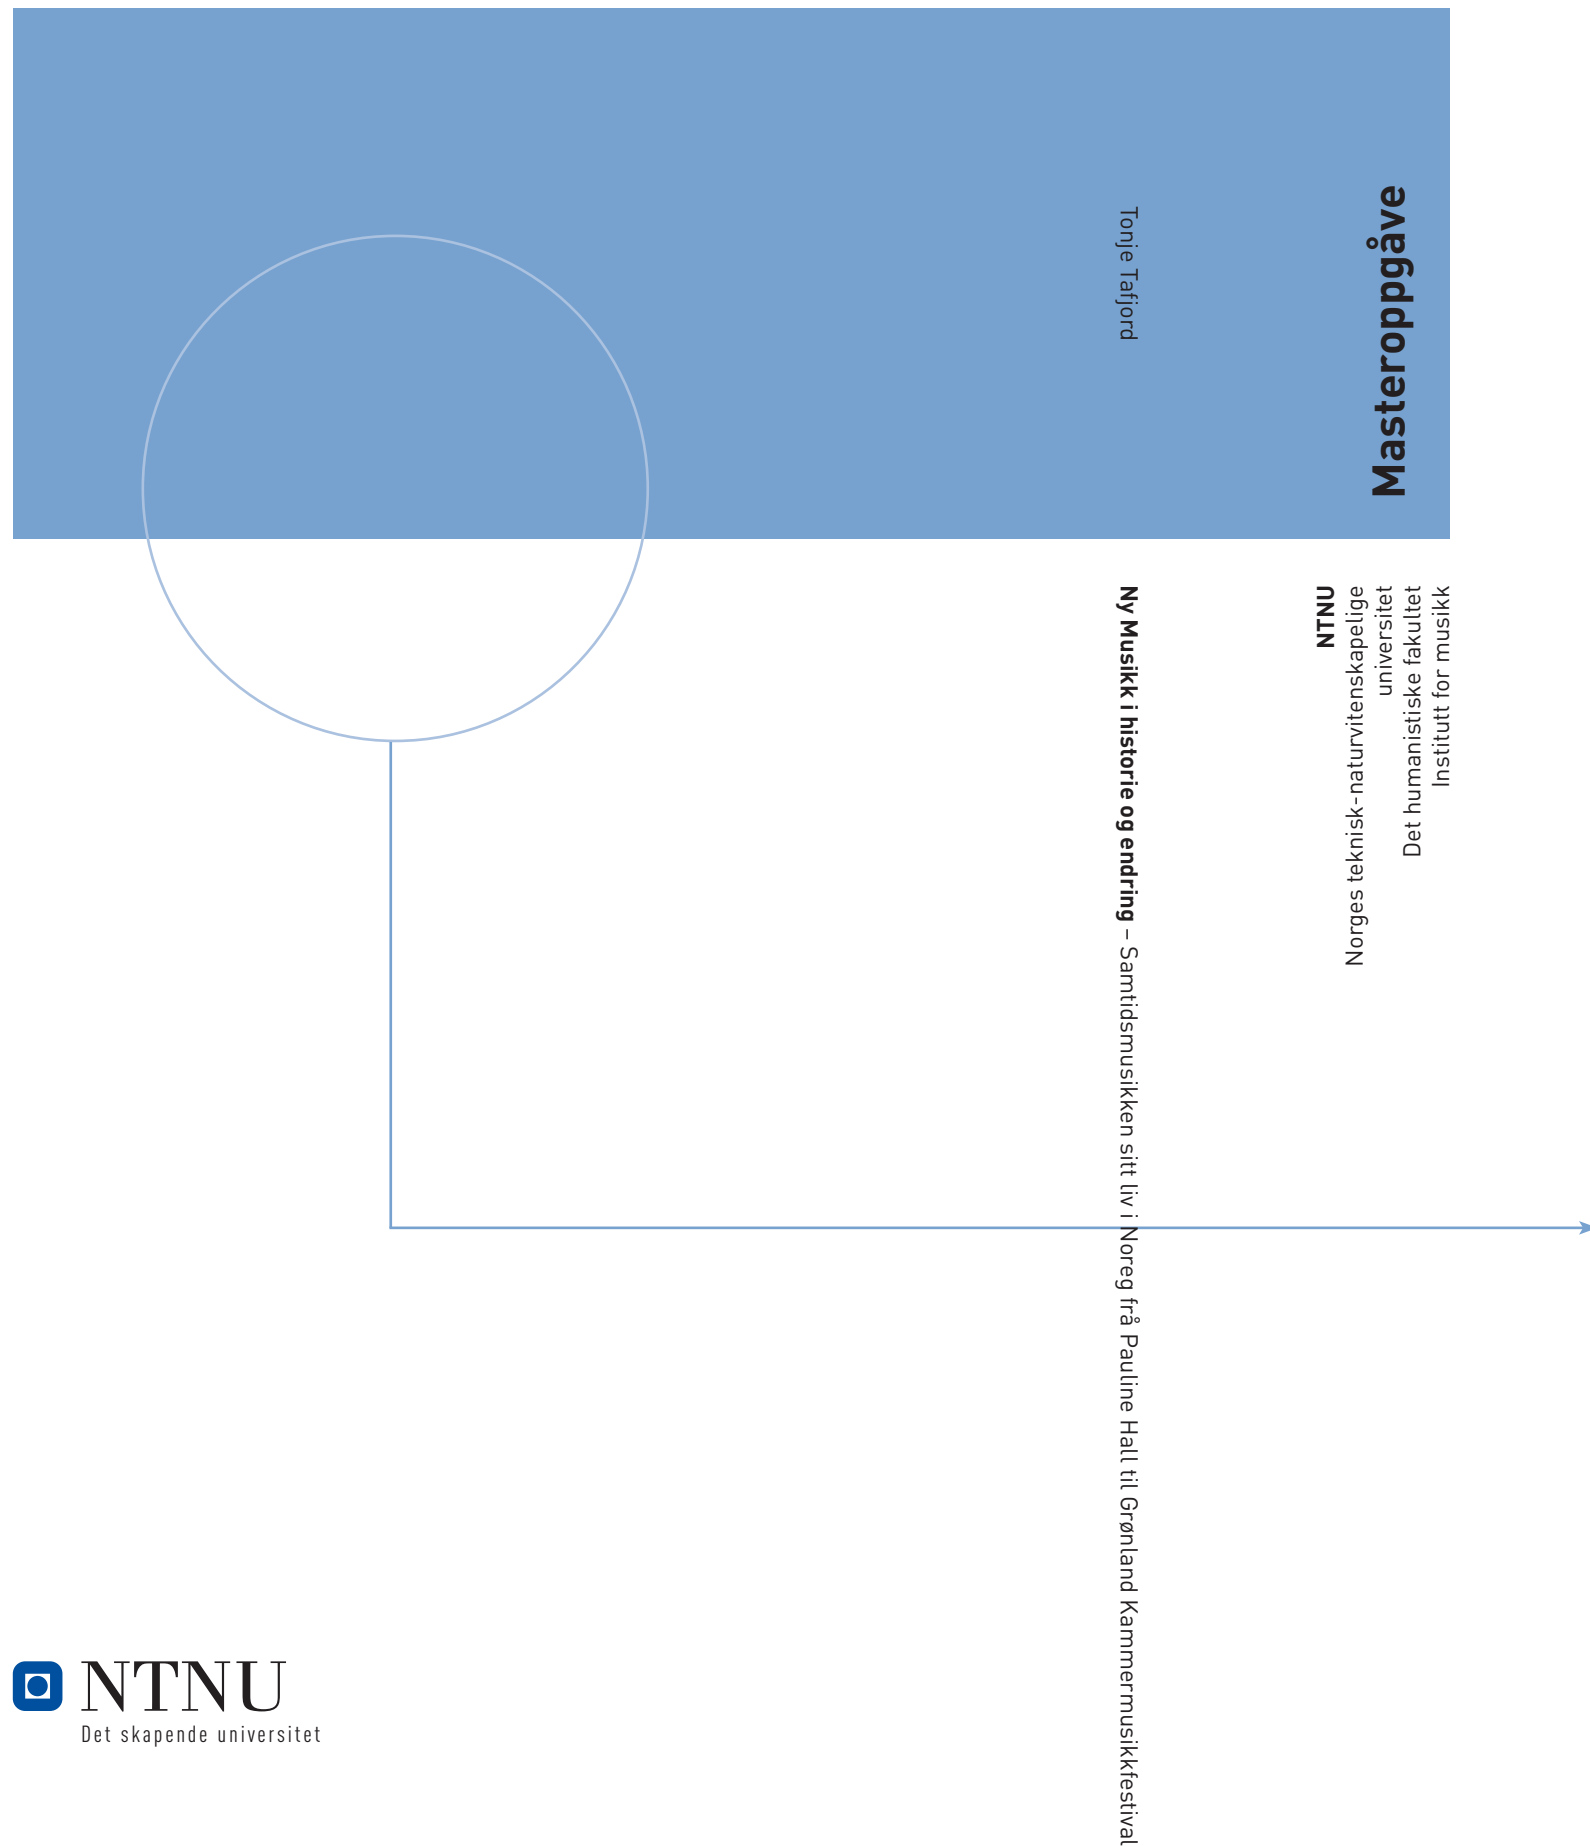 Tonje Tafjord
Masteroppgåve
Ny Musikk i historie og endring – Samtidsmusikken sitt liv i Noreg frå Pauline Hall til Grønland Kammermusikkfestival
NTNU
Norges teknisk-naturvitenskapelige
universitet
Det humanistiske fakultet
Institutt for musikk
NTNU
Det skapende universitet